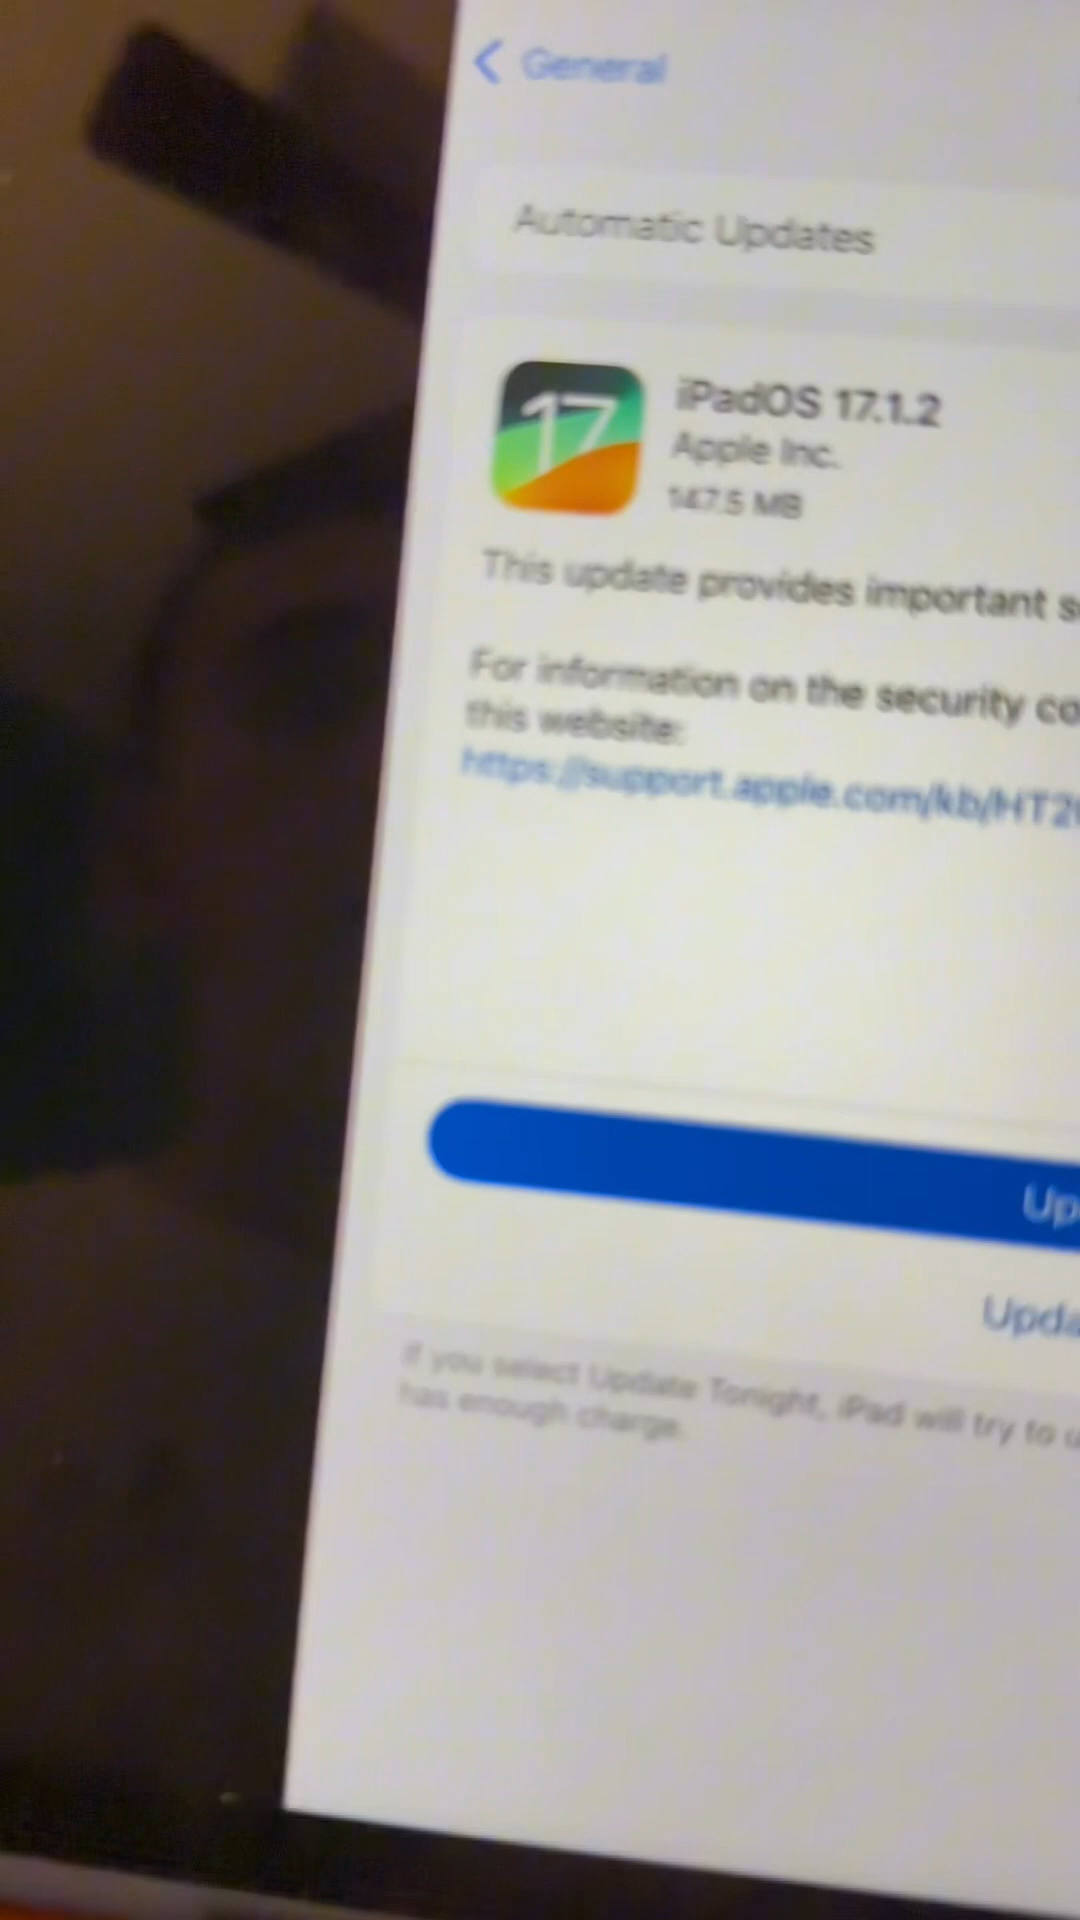 General
Automatic Updates
17
iPadOS 17.1.2
Apple Inc.
147.5 MB
This update provides important
For information on the security
this website:
https://support.apple.com/kb/HT2
Up
Upda
If you select Update Tonight, iPad will try to
has enough charge.